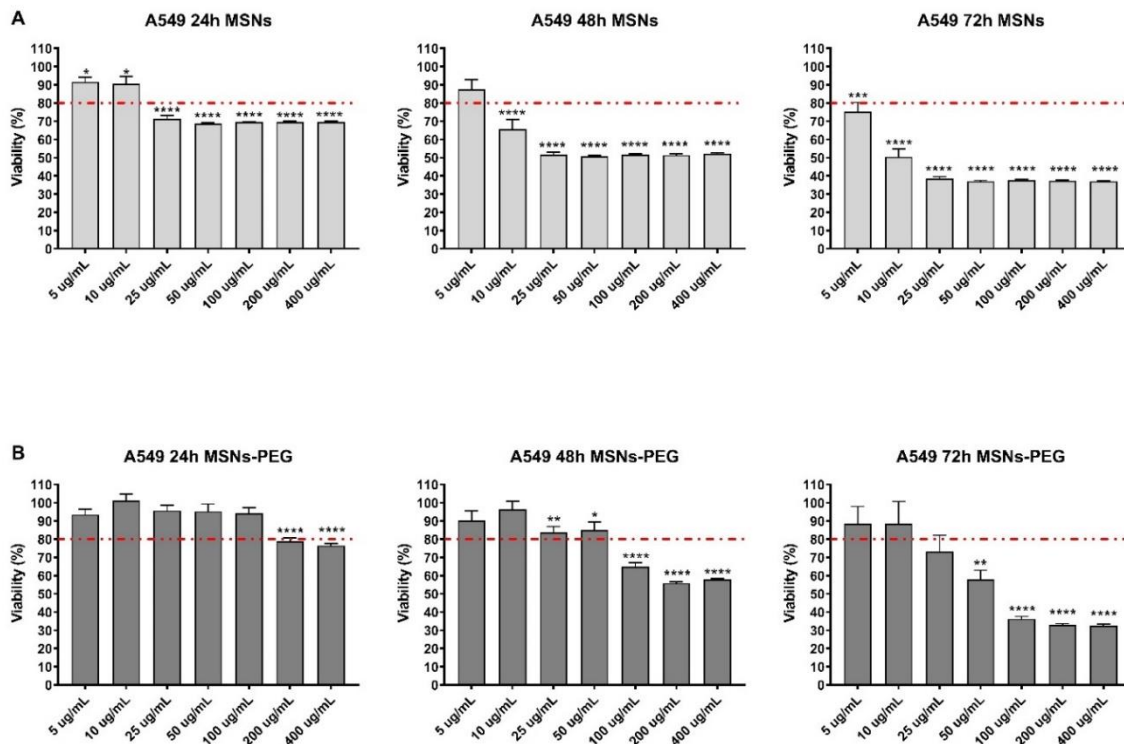 A
A549 24h MSNs
Viability (%)
110
100
90
80
70
60
50
40
30
20
10
0
*
*
****
****
****
****
****
5 ug/mL
10 ug/mL
25 ug/mL
50 ug/mL
100 ug/mL
200 ug/mL
400 ug/mL
A549 48h MSNs
Viability (%)
110
100
90
80
70
60
50
40
30
20
10
0
****
****
****
****
****
****
5 ug/mL
10 ug/mL
25 ug/mL
50 ug/mL
100 ug/mL
200 ug/mL
400 ug/mL
A549 72h MSNs
Viability (%)
110
100
90
80
70
60
50
40
30
20
10
0
***
****
****
****
****
****
****
5 ug/mL
10 ug/mL
25 ug/mL
50 ug/mL
100 ug/mL
200 ug/mL
400 ug/mL
B
A549 24h MSNs-PEG
Viability (%)
110
100
90
80
70
60
50
40
30
20
10
0
****
****
5 ug/mL
10 ug/mL
25 ug/mL
50 ug/mL
100 ug/mL
200 ug/mL
400 ug/mL
A549 48h MSNs-PEG
Viability (%)
110
100
90
80
70
60
50
40
30
20
10
0
**
*
****
****
****
5 ug/mL
10 ug/mL
25 ug/mL
50 ug/mL
100 ug/mL
200 ug/mL
400 ug/mL
A549 72h MSNs-PEG
Viability (%)
110
100
90
80
70
60
50
40
30
20
10
0
**
****
****
****
5 ug/mL
10 ug/mL
25 ug/mL
50 ug/mL
100 ug/mL
200 ug/mL
400 ug/mL